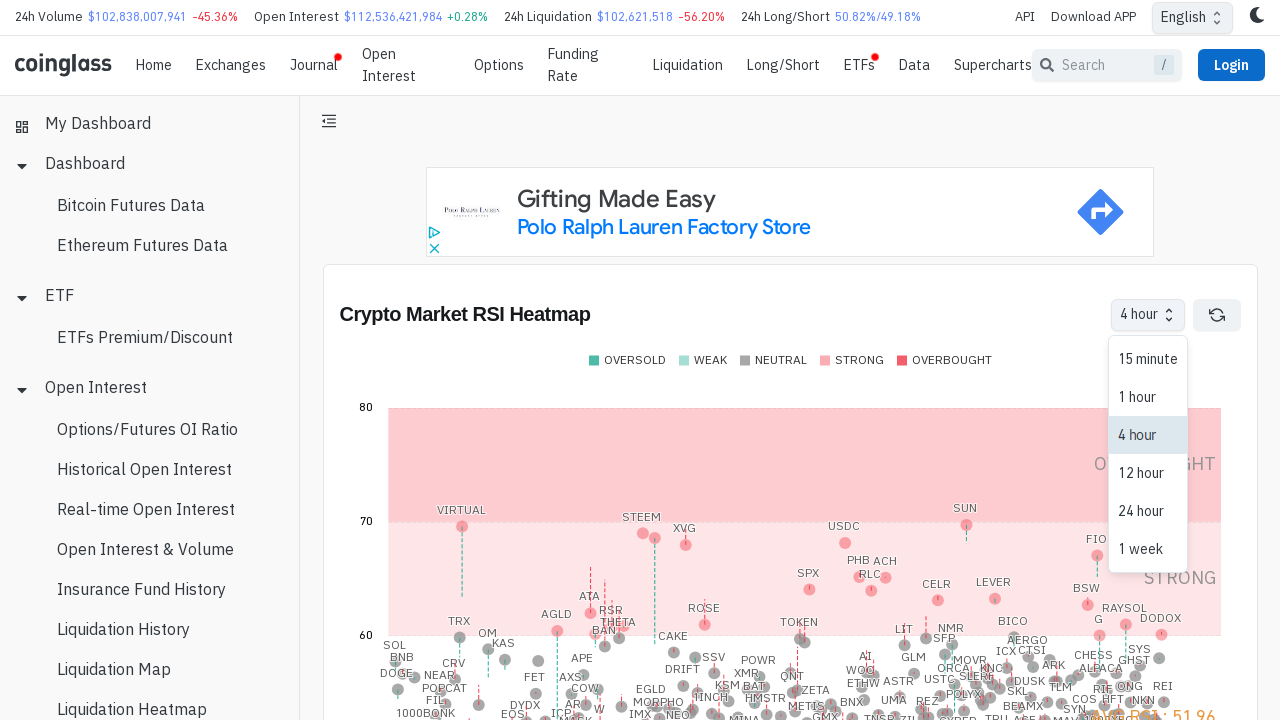 24h Volume $102,838,007,941 -45.36% Open Interest $112,536,421,984 +0.28% 24h Liquidation $102,621,518 -56.20% 24h Long/Short 50.82%/49.18% API Download APP English
coinglass Home Exchanges Journal Open Interest Options Funding Rate Liquidation Long/Short ETFs Data Supercharts Search / Login
My Dashboard
Dashboard
Bitcoin Futures Data
Ethereum Futures Data
ETF
ETFs Premium/Discount
Open Interest
Options/Futures OI Ratio
Historical Open Interest
Real-time Open Interest
Open Interest & Volume
Insurance Fund History
Liquidation History
Liquidation Map
Liquidation Heatmap
POLO RALPH LAUREN
Gifting Made Easy
Polo Ralph Lauren Factory Store
Crypto Market RSI Heatmap
4 hour
15 minute
1 hour
4 hour
12 hour
24 hour
1 week
OVERSOLD WEAK NEUTRAL STRONG OVERBOUGHT
80
70
STRONG
60
VIRTUAL
STEEM
XVG
USDC
SUN
FIO
SPX
PHB
ACH
RLC
CELR
LEVER
BSW
ATA
RSR
THETA
BAN
AGLD
ROSE
TOKEN
LIT
NMR
SFP
BICO
G
RAYSOL
DODOX
TRX
OM
KAS
SOL
BNB
DOGE
CRV
NEAR
POPCAT
FIL
1000BONK
APE
FET
AXS
COW
DYDX
EOS
CAKE
SSV
DRIFT
POWR
XMR
KSM
BAT
1INCH
HMSTR
EGLD
MORPHO
IMX
NEO
MINA
QNT
ZETA
METIS
GMX
AI
ETHW
GLM
ASTR
BNX
UMA
REZ
USTC
ORCA
MOVR
KNC
ICX
AERGO
CTSI
ARK
DUSK
SKL
TLM
CHESS
ALPACA
SYS
GHST
REI
COS
HFT
NKN
SYN
BEAMX
51.96